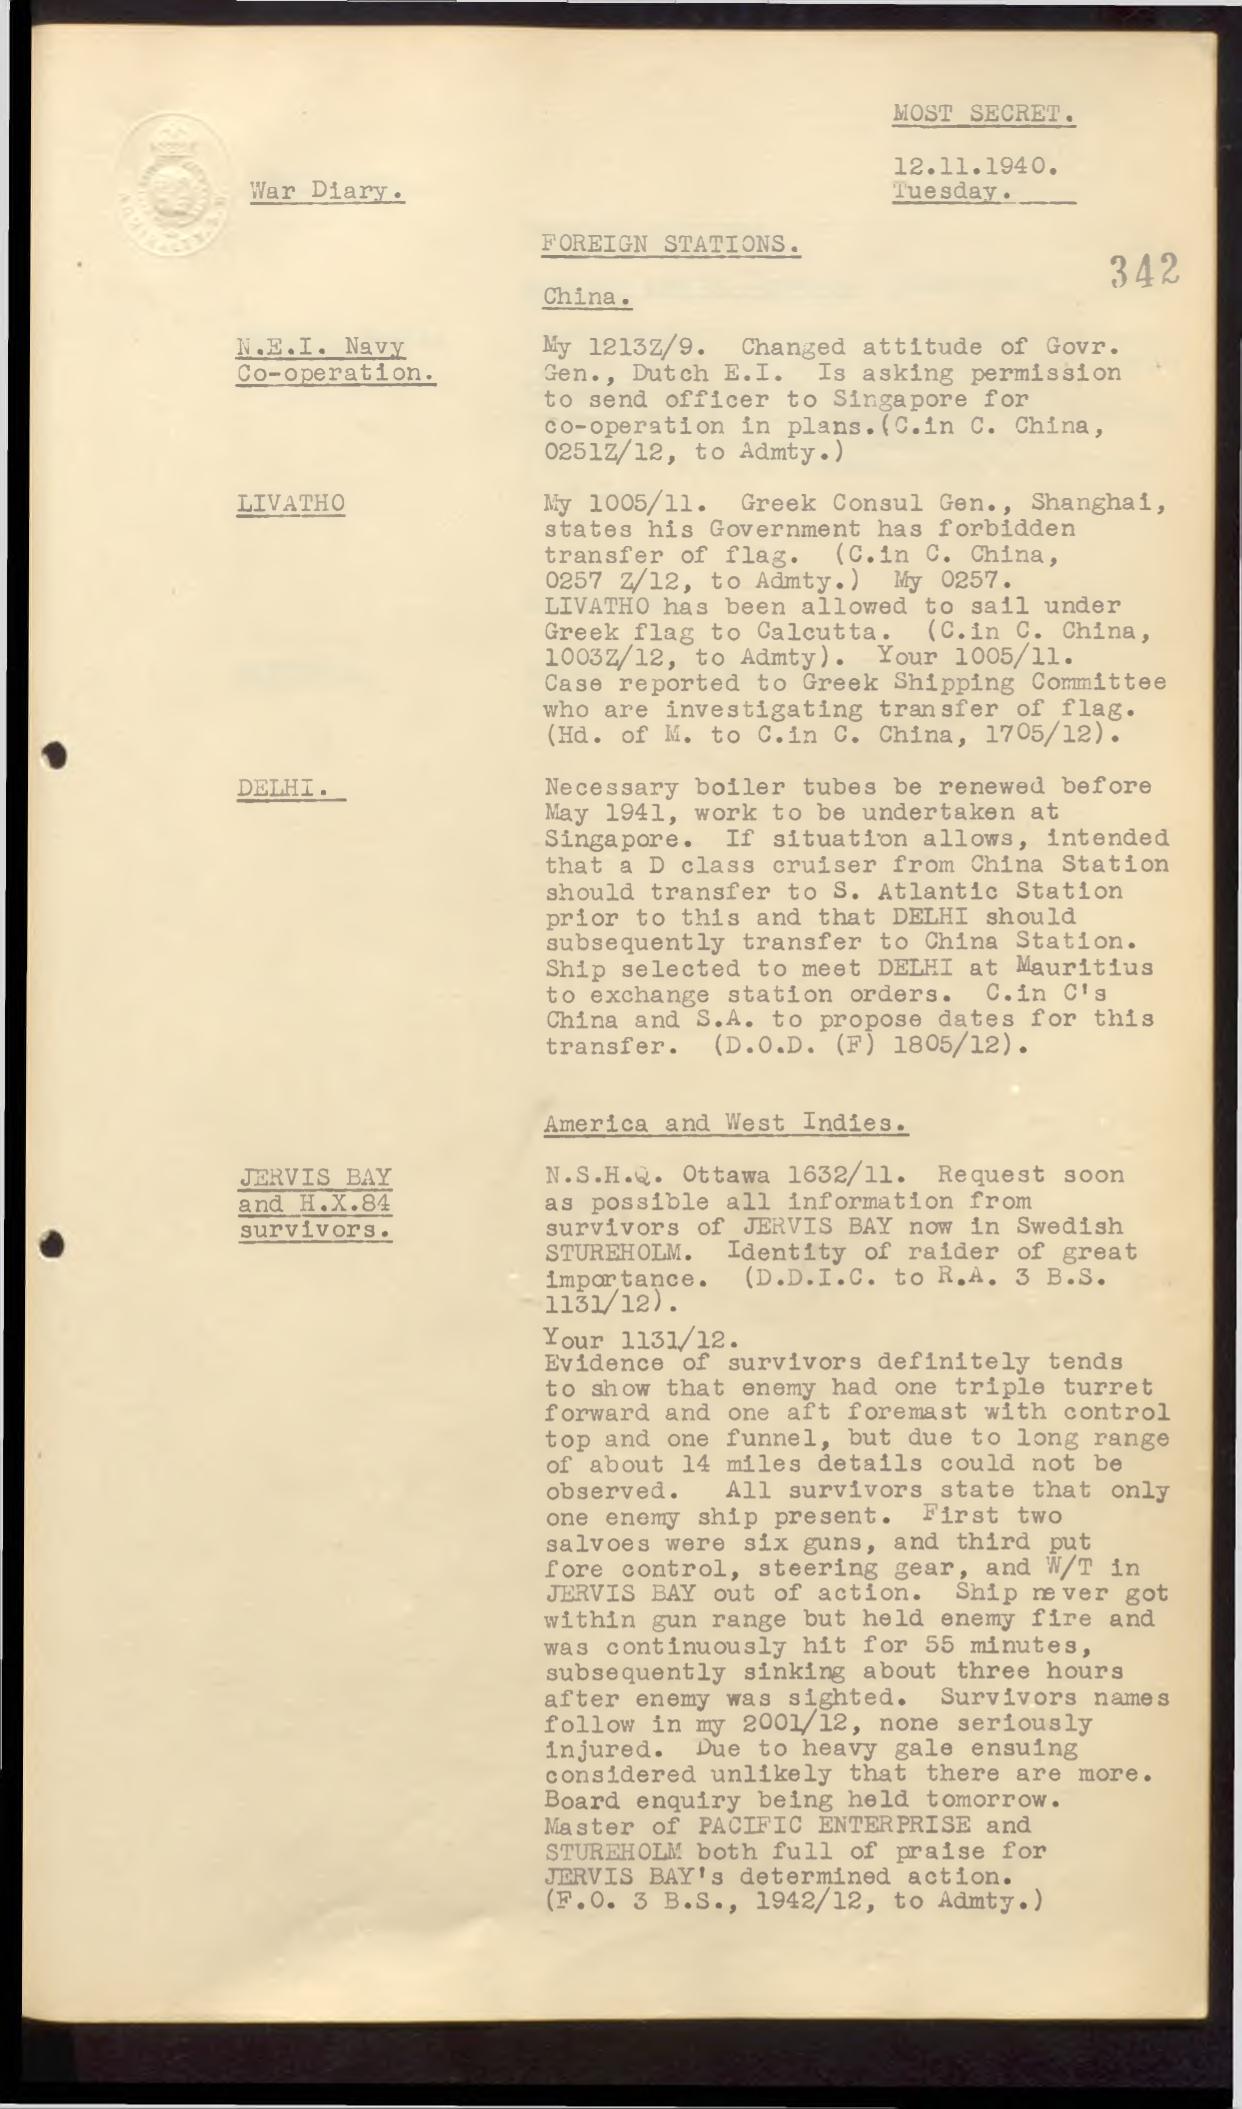 MOST SECRET.
12.11.1940.
War Diary.
Tuesday.
FOREIGN STATIONS.
342
China.
N.E.I. Navy
Co-operation.
My 1213Z/9. Changed attitude of Govr.
Gen., Dutch E.I. Is asking permission
to send officer to Singapore for
co-operation in plans.(C.in C. China,
0251Z/12, to Admty.)
LIVATHO
My 1005/11. Greek Consul Gen., Shanghai,
states his Government has forbidden
transfer of flag. (C.in C. China,
0257 Z/12, to Admty.) My 0257.
LIVATHO has been allowed to sail under
Greek flag to Calcutta. (C.in C. China,
1003Z/12, to Admty). Your 1005/11.
Case reported to Greek Shipping Committee
who are investigating transfer of flag.
(Hd. of M. to C.in C. China, 1705/12).
DELHI.
Necessary boiler tubes be renewed before
May 1941, work to be undertaken at
Singapore. If situation allows, intended
that a D class cruiser from China Station
should transfer to S. Atlantic Station
prior to this and that DELHI should
subsequently transfer to China Station.
Ship selected to meet DELHI at Mauritius
to exchange station orders. C.in C's
China and S.A. to propose dates for this
transfer. (D.O.D. (F) 1805/12).
America and West Indies.
JERVIS BAY
and H.X.84
survivors.
N.S.H.Q. Ottawa 1632/11. Request soon
as possible all information from
survivors of JERVIS BAY now in Swedish
STUREHOLM. Identity of raider of great
importance. (D.D.I.C. to R.A. 3 B.S.
1131/12).
Your 1131/12.
Evidence of survivors definitely tends
to show that enemy had one triple turret
forward and one aft foremast with control
top and one funnel, but due to long range
of about 14 miles details could not be
observed. All survivors state that only
one enemy ship present. First two
salvoes were six guns, and third put
fore control, steering gear, and W/T in
JERVIS BAY out of action. Ship never got
within gun range but held enemy fire and
was continuously hit for 55 minutes,
subsequently sinking about three hours
after enemy was sighted. Survivors names
follow in my 2001/12, none seriously
injured. Due to heavy gale ensuing
considered unlikely that there are more.
Board enquiry being held tomorrow.
Master of PACIFIC ENTERPRISE and
STUREHOLM both full of praise for
JERVIS BAY's determined action.
(F.O. 3 B.S., 1942/12, to Admty.)